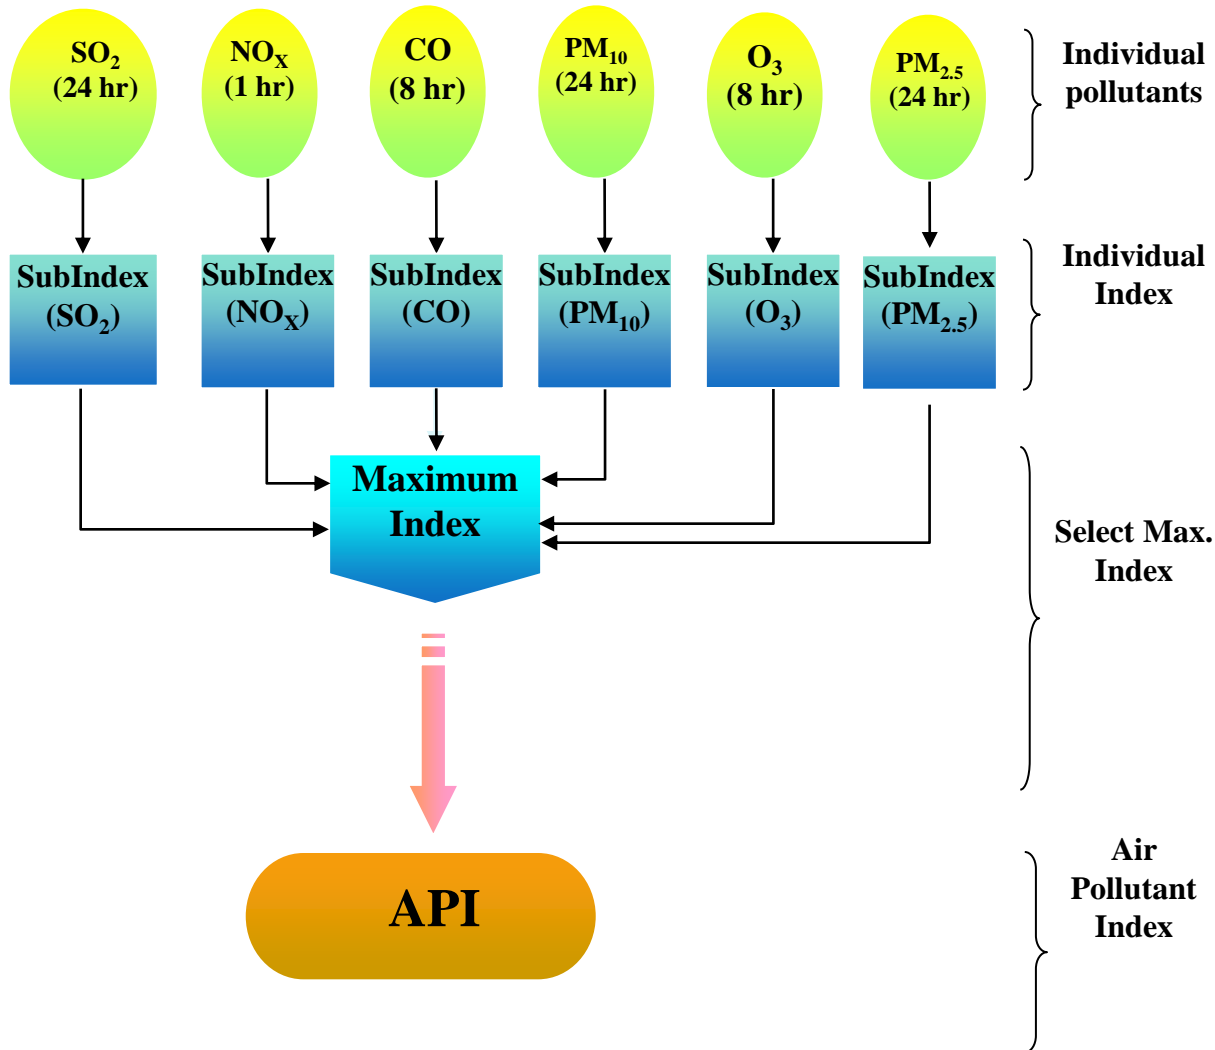 SO₂
(24 hr)
NOₓ
(1 hr)
CO
(8 hr)
PM₁₀
(24 hr)
O₃
(8 hr)
PM₂.₅
(24 hr)
Individual
pollutants
SubIndex
(SO₂)
SubIndex
(NOₓ)
SubIndex
(CO)
SubIndex
(PM₁₀)
SubIndex
(O₃)
SubIndex
(PM₂.₅)
Individual
Index
Maximum
Index
Select Max.
Index
API
Air
Pollutant
Index